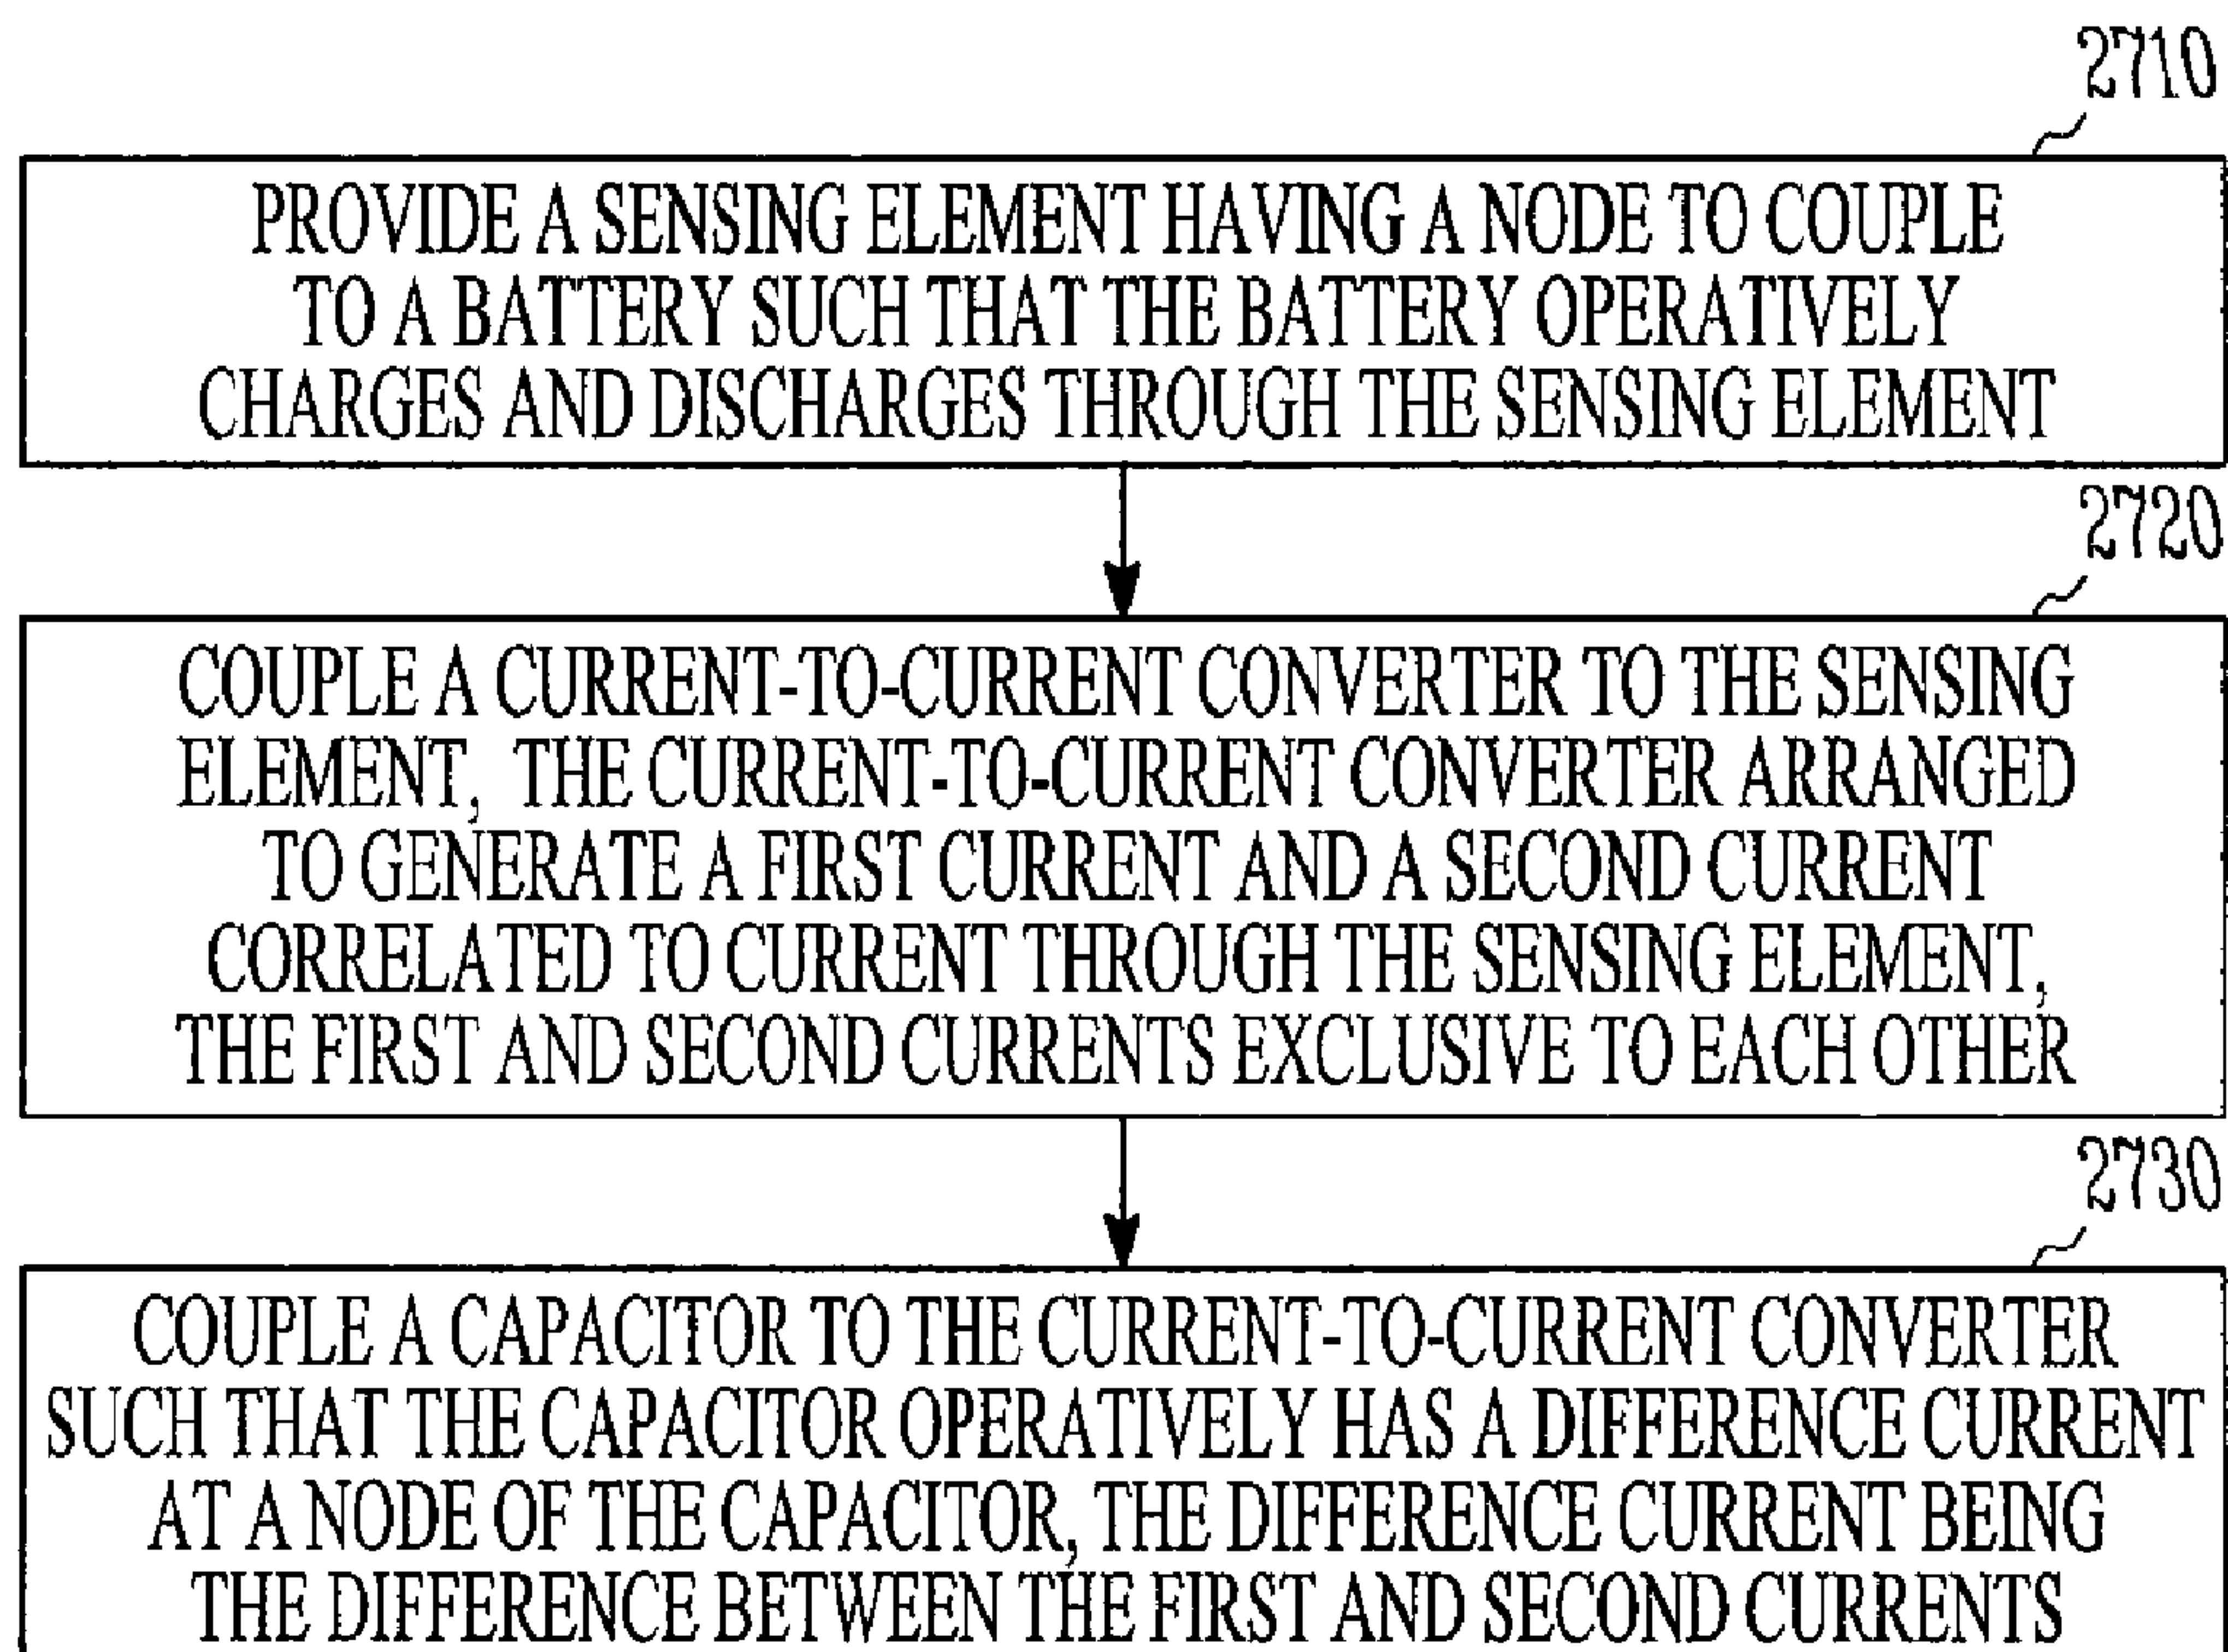 2710
PROVIDE A SENSING ELEMENT HAVING A NODE TO COUPLE
TO A BATTERY SUCH THAT THE BATTERY OPERATIVELY
CHARGES AND DISCHARGES THROUGH THE SENSING ELEMENT
2720
COUPLE A CURRENT-TO-CURRENT CONVERTER TO THE SENSING
ELEMENT, THE CURRENT-TO-CURRENT CONVERTER ARRANGED
TO GENERATE A FIRST CURRENT AND A SECOND CURRENT
CORRELATED TO CURRENT THROUGH THE SENSING ELEMENT,
THE FIRST AND SECOND CURRENTS EXCLUSIVE TO EACH OTHER
2730
COUPLE A CAPACITOR TO THE CURRENT-TO-CURRENT CONVERTER
SUCH THAT THE CAPACITOR OPERATIVELY HAS A DIFFERENCE CURRENT
AT A NODE OF THE CAPACITOR, THE DIFFERENCE CURRENT BEING
THE DIFFERENCE BETWEEN THE FIRST AND SECOND CURRENTS